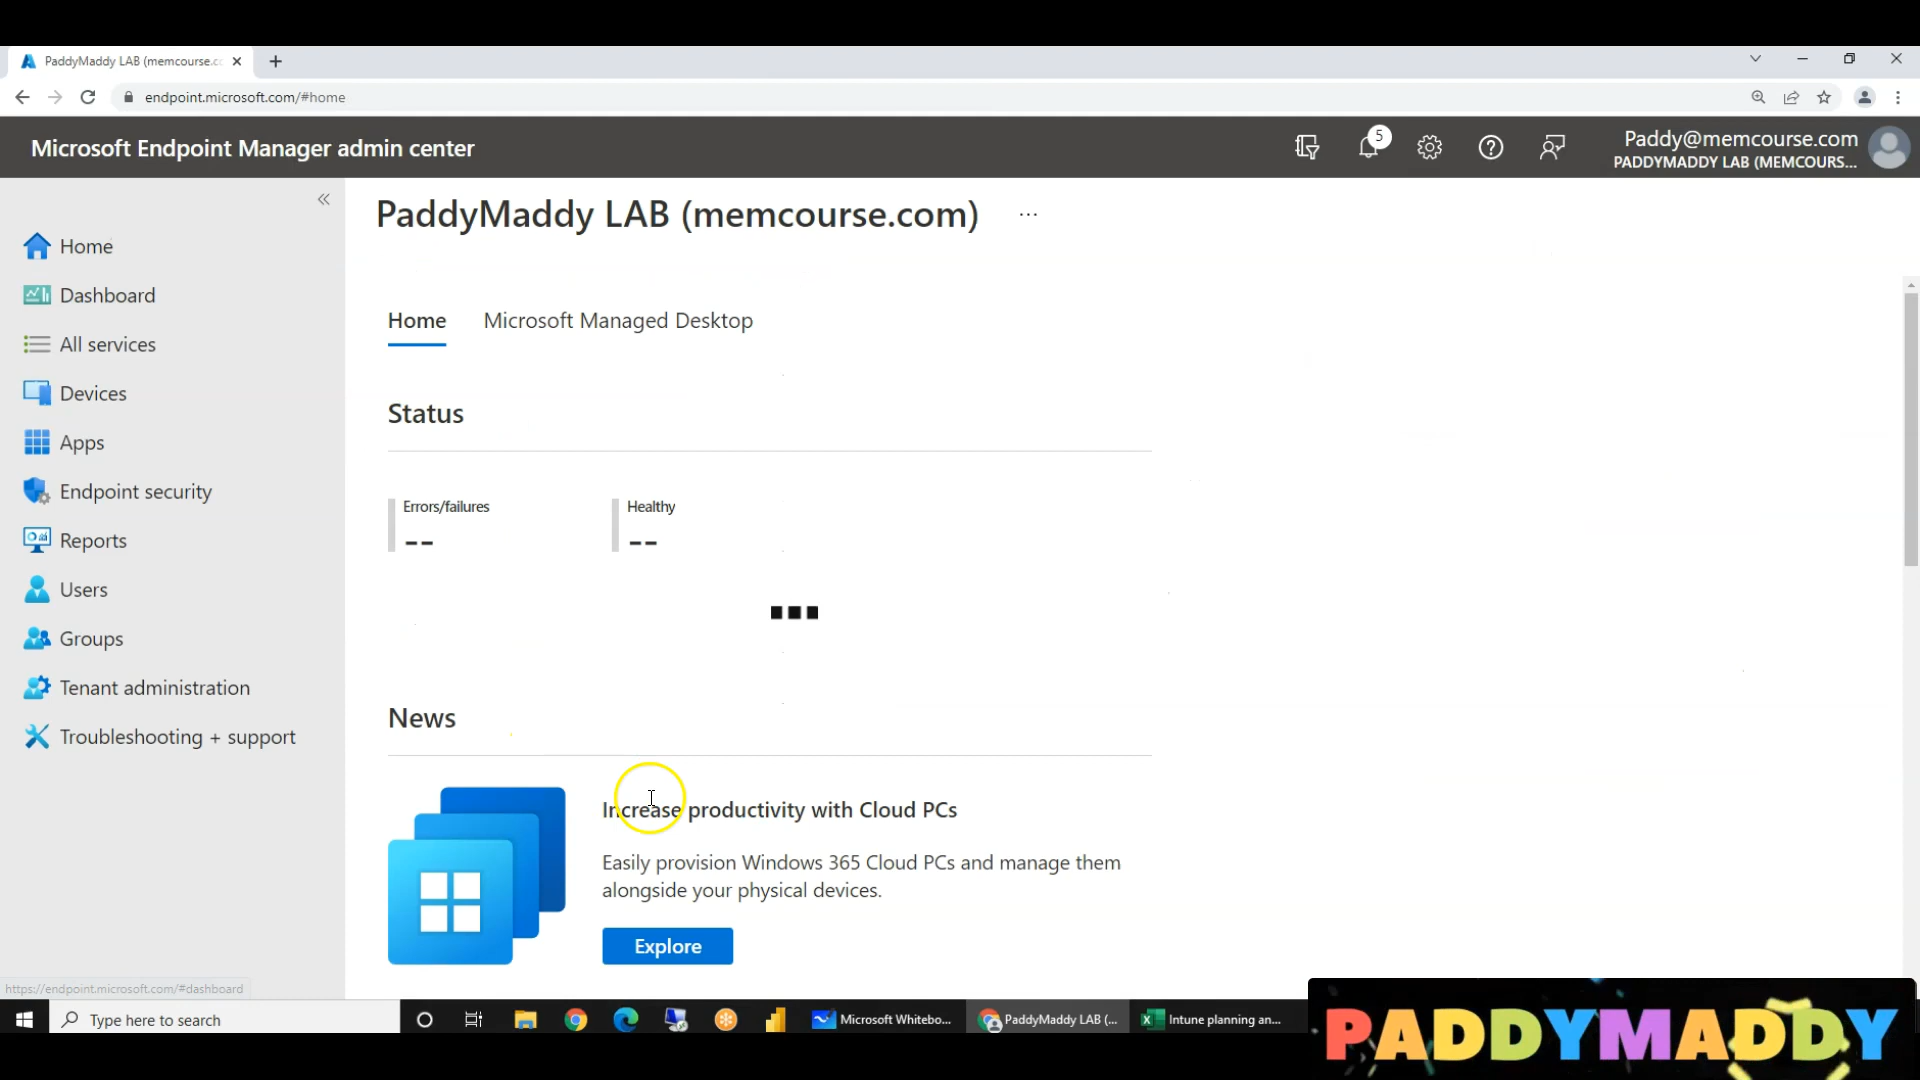 PaddyMaddy LAB (memcourse.c
endpoint.microsoft.com/#home
Microsoft Endpoint Manager admin center
5
Paddy@memcourse.com
PADDYMADDY LAB (MEMCOURS...
PaddyMaddy LAB (memcourse.com)
...
Home
Dashboard
All services
Devices
Apps
Endpoint security
Reports
Users
Groups
Tenant administration
Troubleshooting + support
Home
Microsoft Managed Desktop
Status
Errors/failures
--
Healthy
--
News
Increase productivity with Cloud PCs
Easily provision Windows 365 Cloud PCs and manage them
alongside your physical devices.
Explore
https://endpoint.microsoft.com/#dashboard
Type here to search
Microsoft Whitebo...
PaddyMaddy LAB (...
Intune planning an...
PADDYMADDY